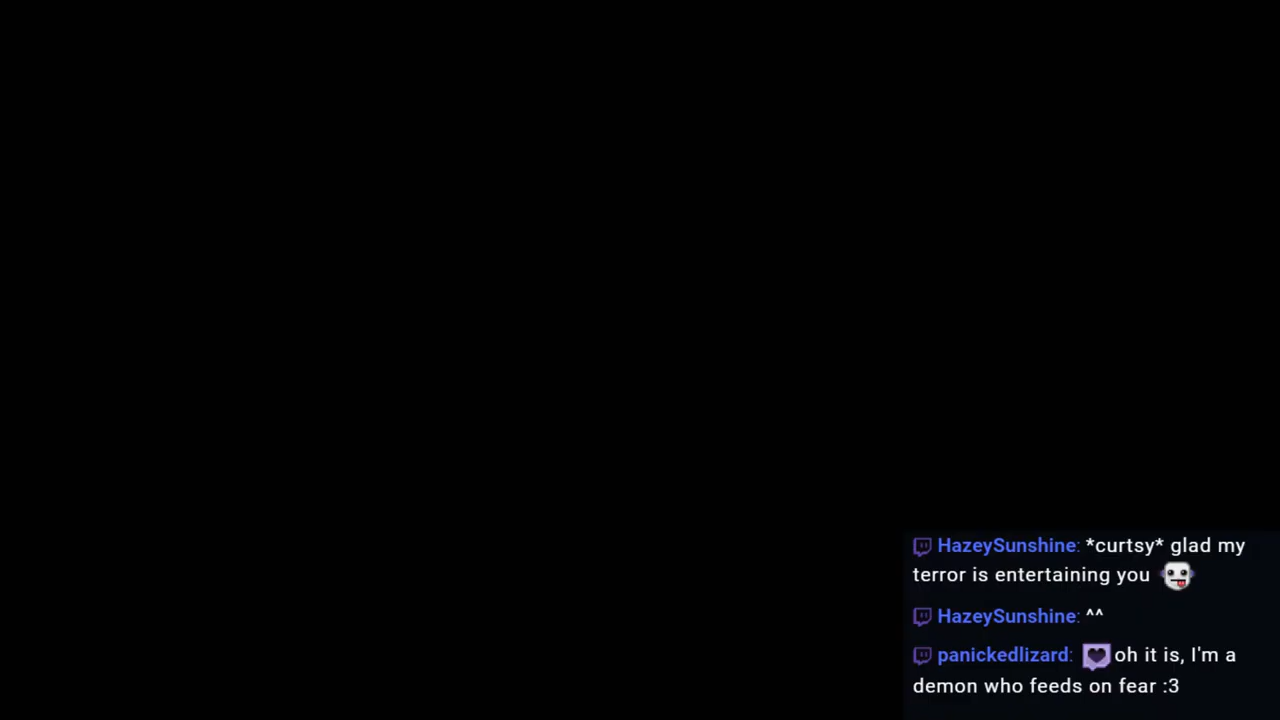 HazeySunshine: *curtsy* glad my
terror is entertaining you
HazeySunshine: ^^
panickedlizard: oh it is, I'm a
demon who feeds on fear :3